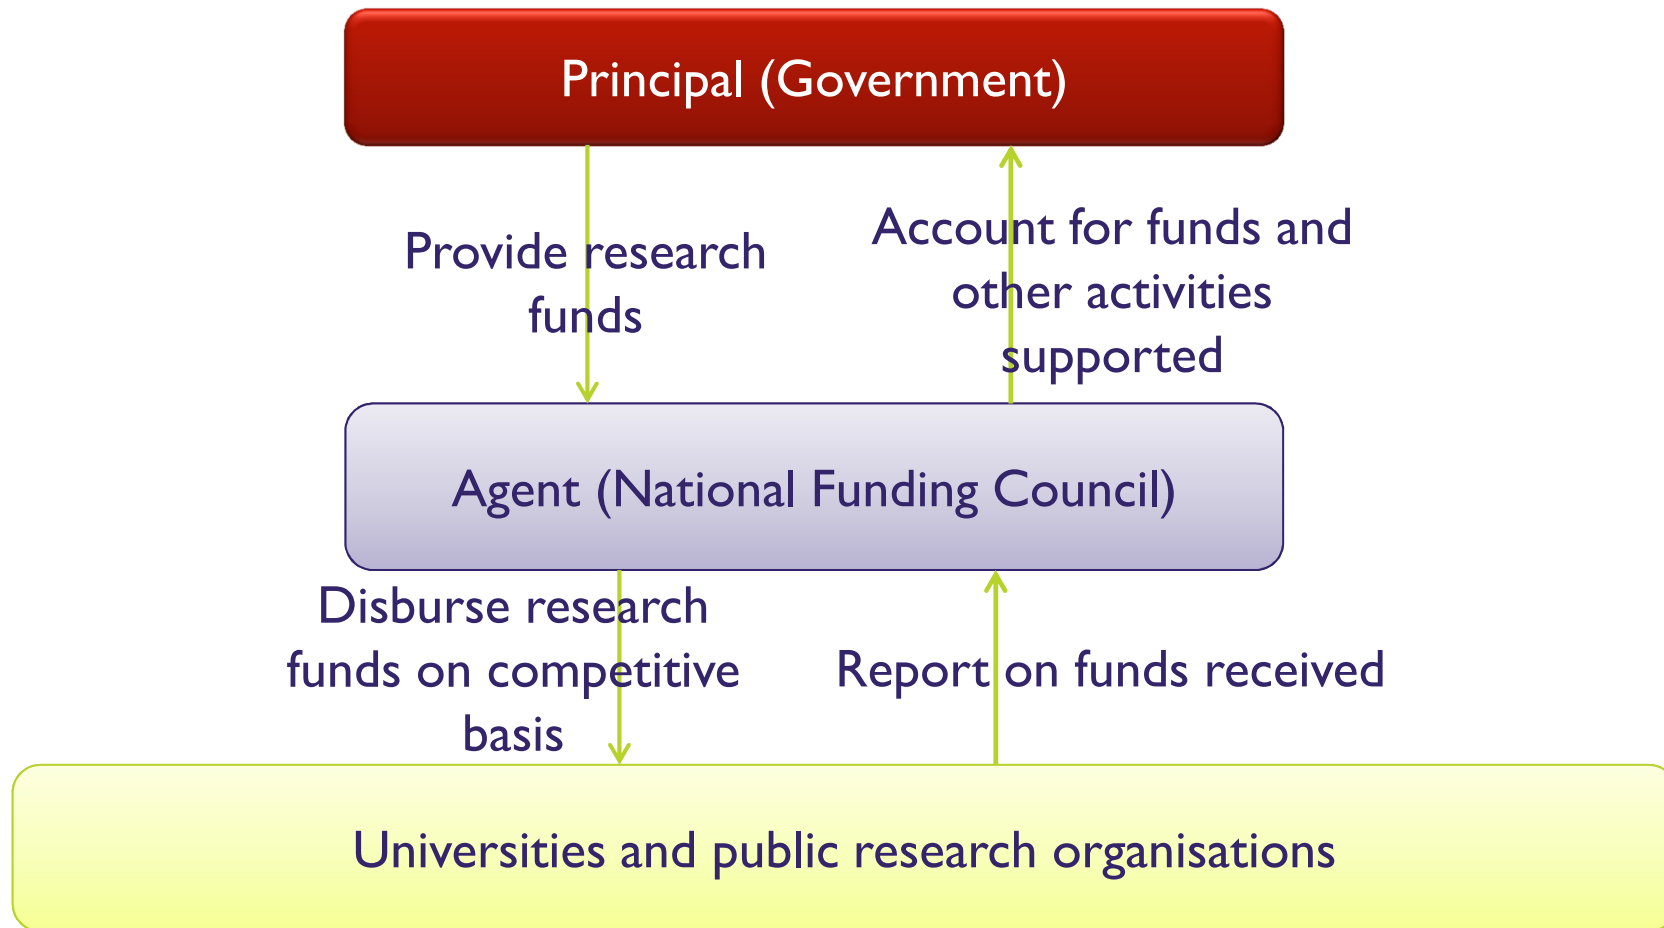 Principal (Government)
Provide research
funds
Account for funds and
other activities
supported
Agent (National Funding Council)
Disburse research
funds on competitive
basis
Report on funds received
Universities and public research organisations